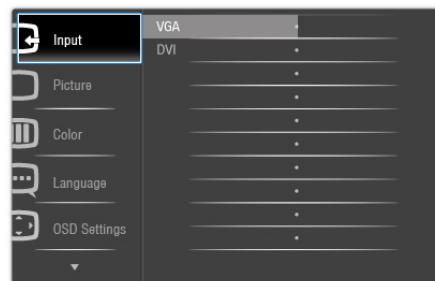 Input
VGA
DVI
Picture
Color
Language
OSD Settings